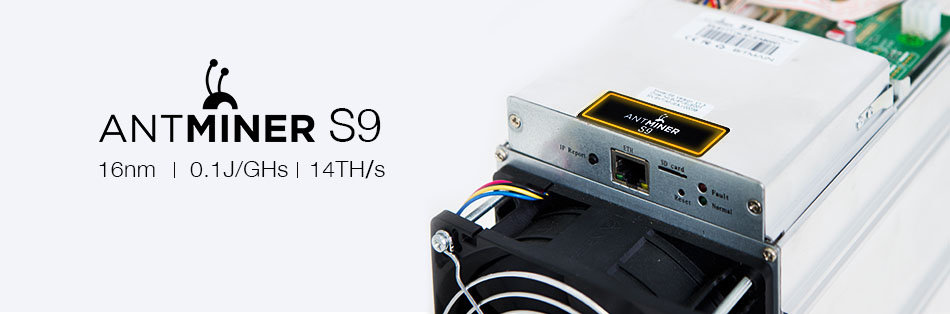 ANTMINER S9
16nm | 0.1J/GHs | 14TH/s
ANTMINER
S9
IP Report
ETH
SD card
Reset
Fault
Normal